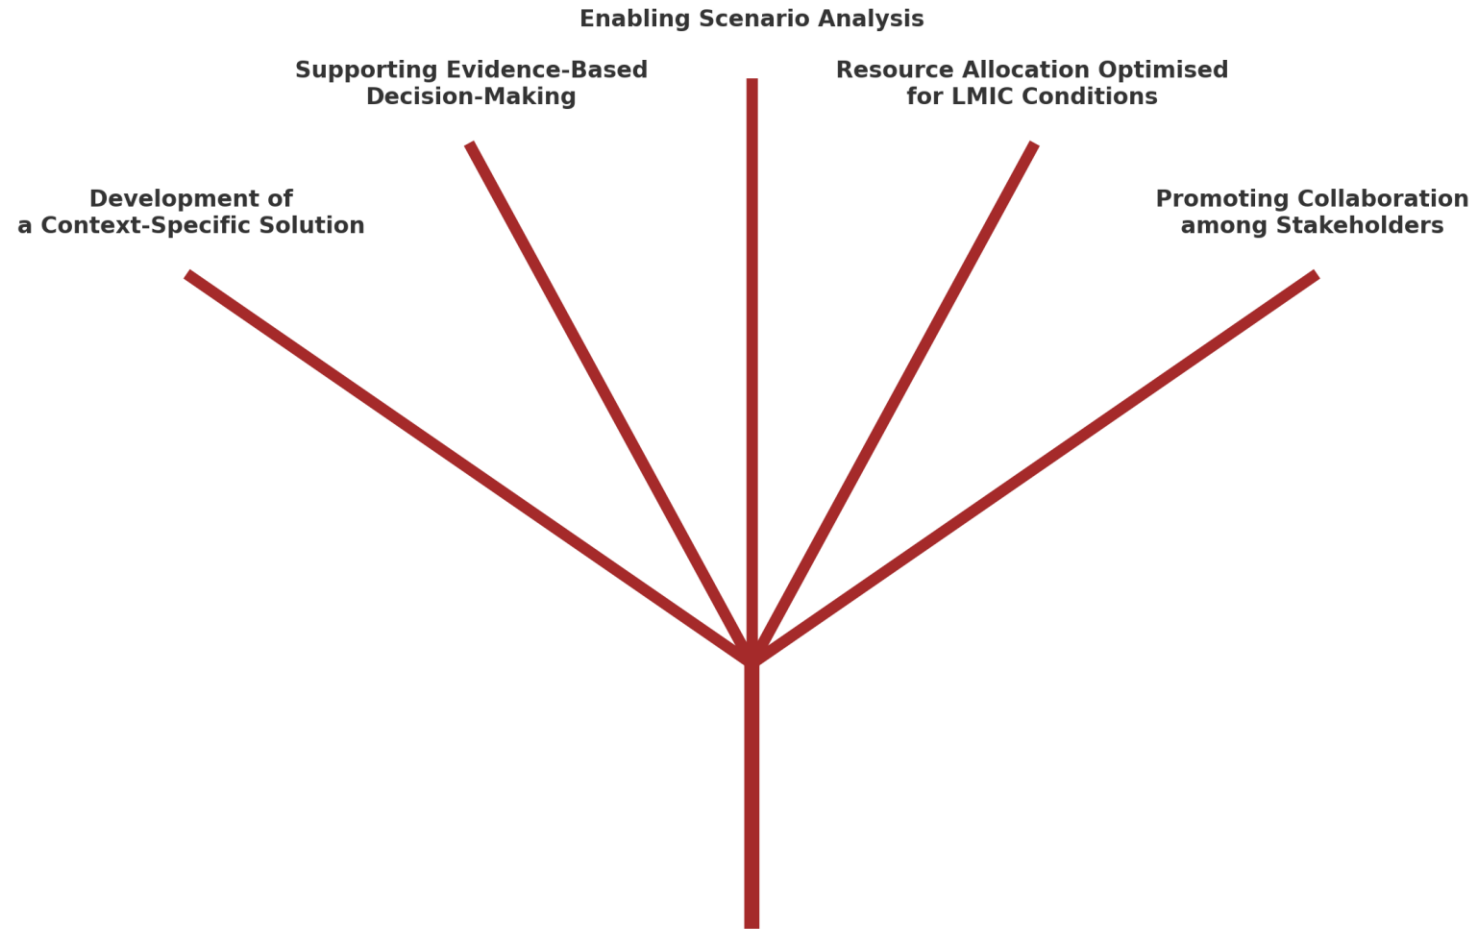 Enabling Scenario Analysis
Supporting Evidence-Based
Decision-Making
Resource Allocation Optimised
for LMIC Conditions
Development of
a Context-Specific Solution
Promoting Collaboration
among Stakeholders